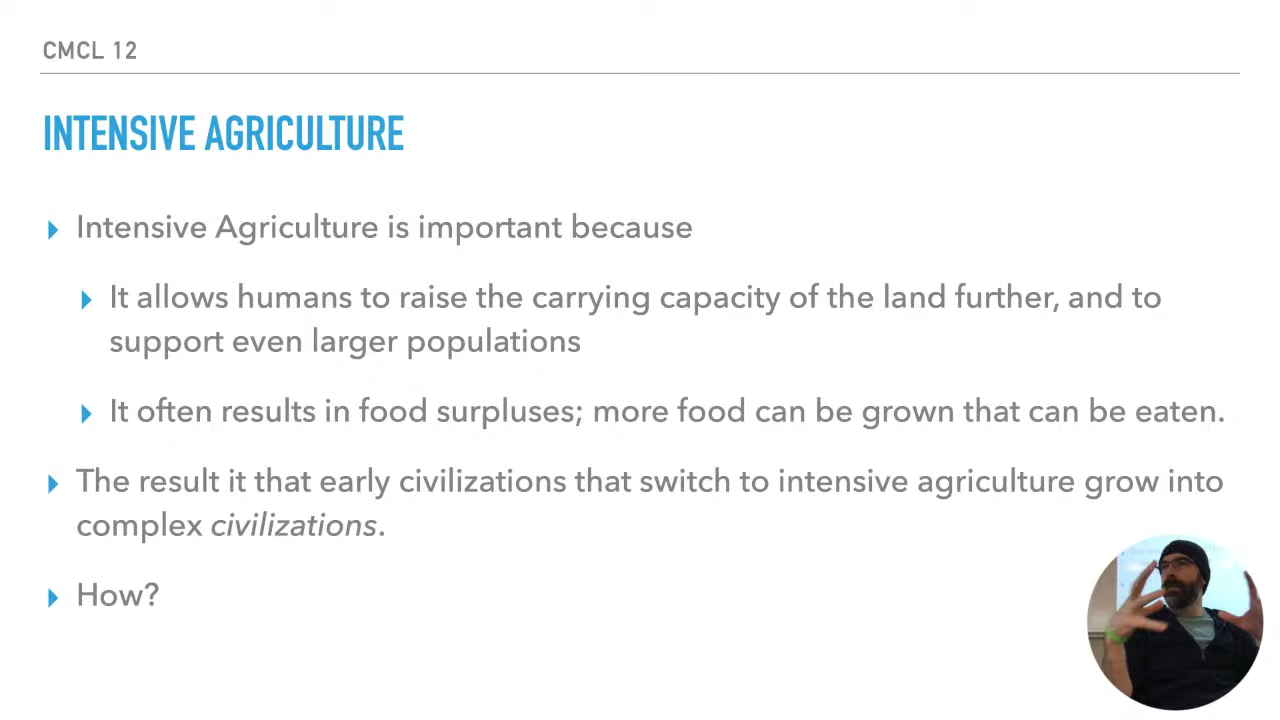 CMCL 12
INTENSIVE AGRICULTURE
Intensive Agriculture is important because
It allows humans to raise the carrying capacity of the land further, and to
support even larger populations
It often results in food surpluses; more food can be grown that can be eaten.
The result it that early civilizations that switch to intensive agriculture grow into
complex civilizations.
How?